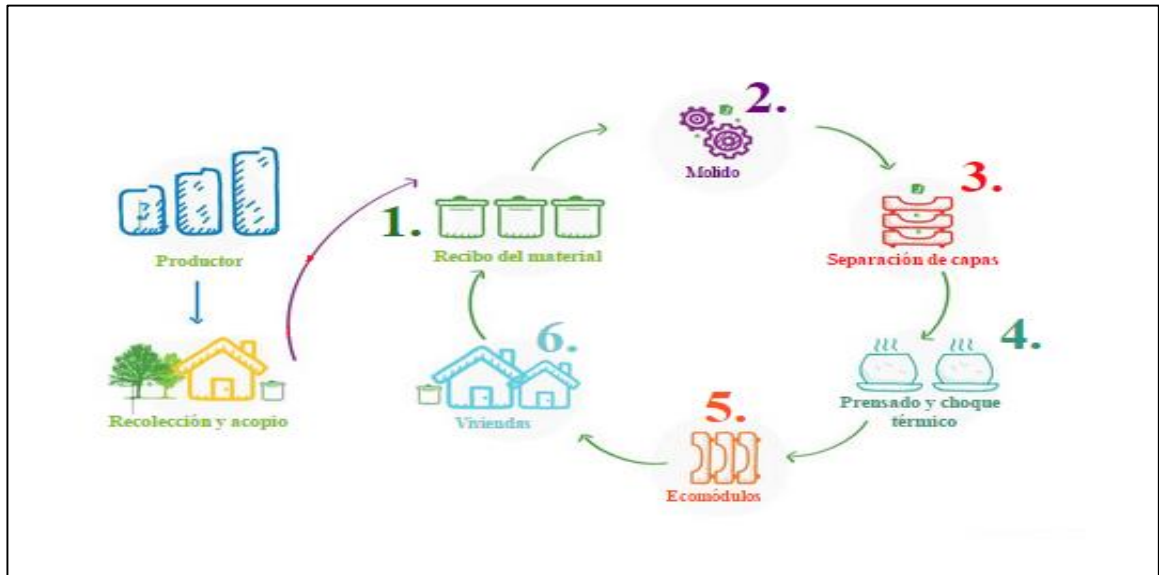 Productor
Recolección y acopio
1.
Recibo del material
2.
Molido
3.
Separación de capas
4.
Prensado y choque
térmico
5.
Ecomódulos
6.
Viviendas